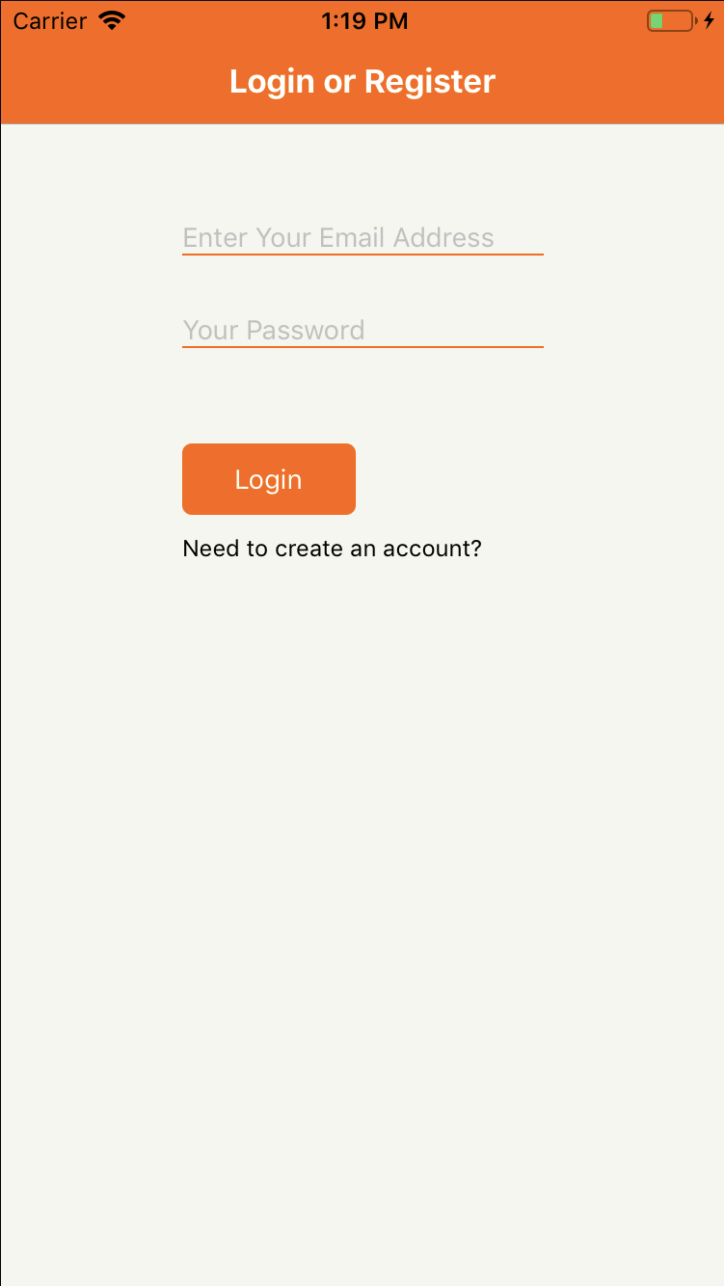 Carrier 1:19 PM
Login or Register
Enter Your Email Address
Your Password
Login
Need to create an account?